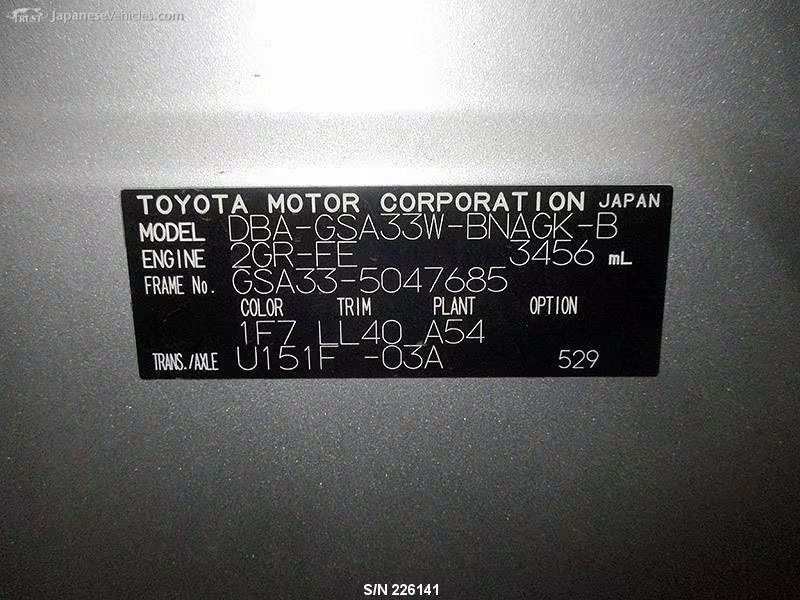 TRUST JapaneseVehicles.com
TOYOTA MOTOR CORPORATION JAPAN
MODEL DBA-GSA33W-BNAGK-B
ENGINE 2GR-FE 3456 mL
FRAME No. GSA33-5047685
COLOR TRIM PLANT OPTION
1F7 LL40 A54
TRANS./AXLE U151F -03A 529
S/N 226141